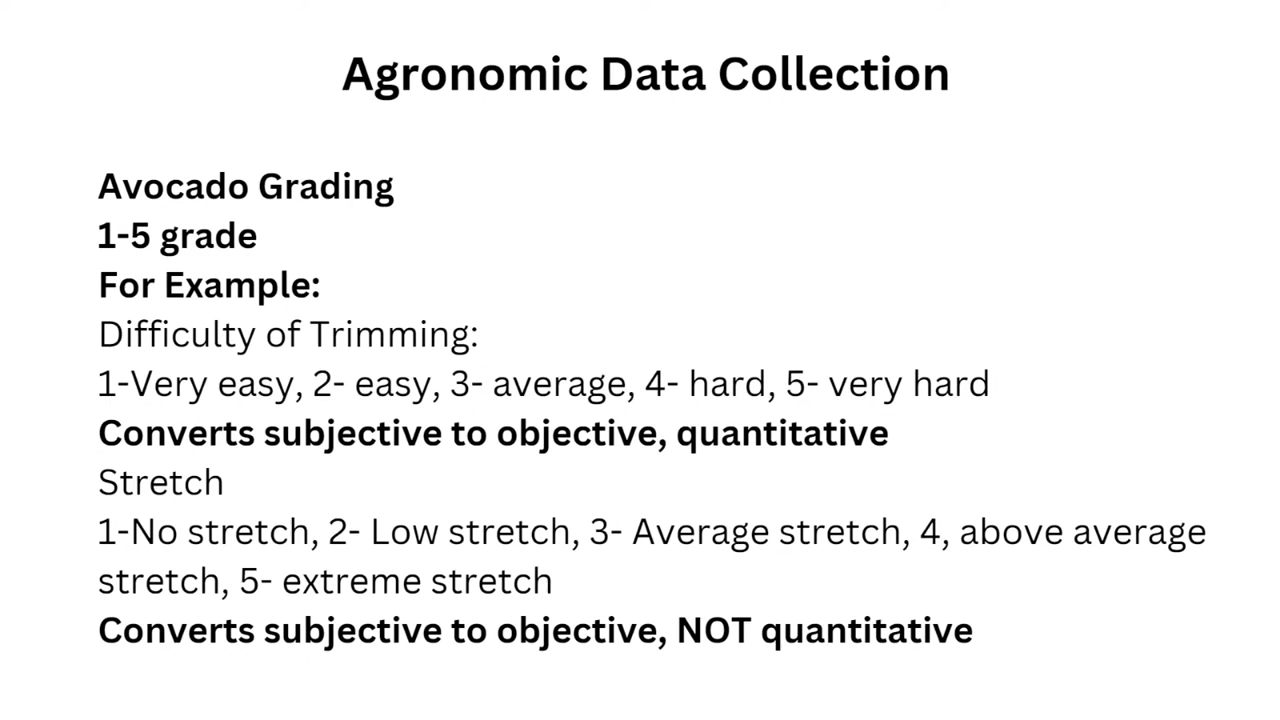 Agronomic Data Collection
Avocado Grading
1-5 grade
For Example:
Difficulty of Trimming:
1-Very easy, 2- easy, 3- average, 4- hard, 5- very hard
Converts subjective to objective, quantitative
Stretch
1-No stretch, 2- Low stretch, 3- Average stretch, 4, above average
stretch, 5- extreme stretch
Converts subjective to objective, NOT quantitative